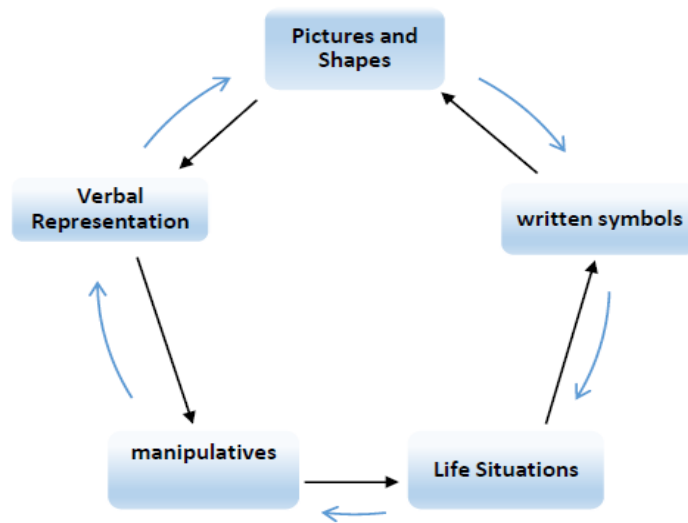 Pictures and
Shapes
Verbal
Representation
written symbols
manipulatives
Life Situations